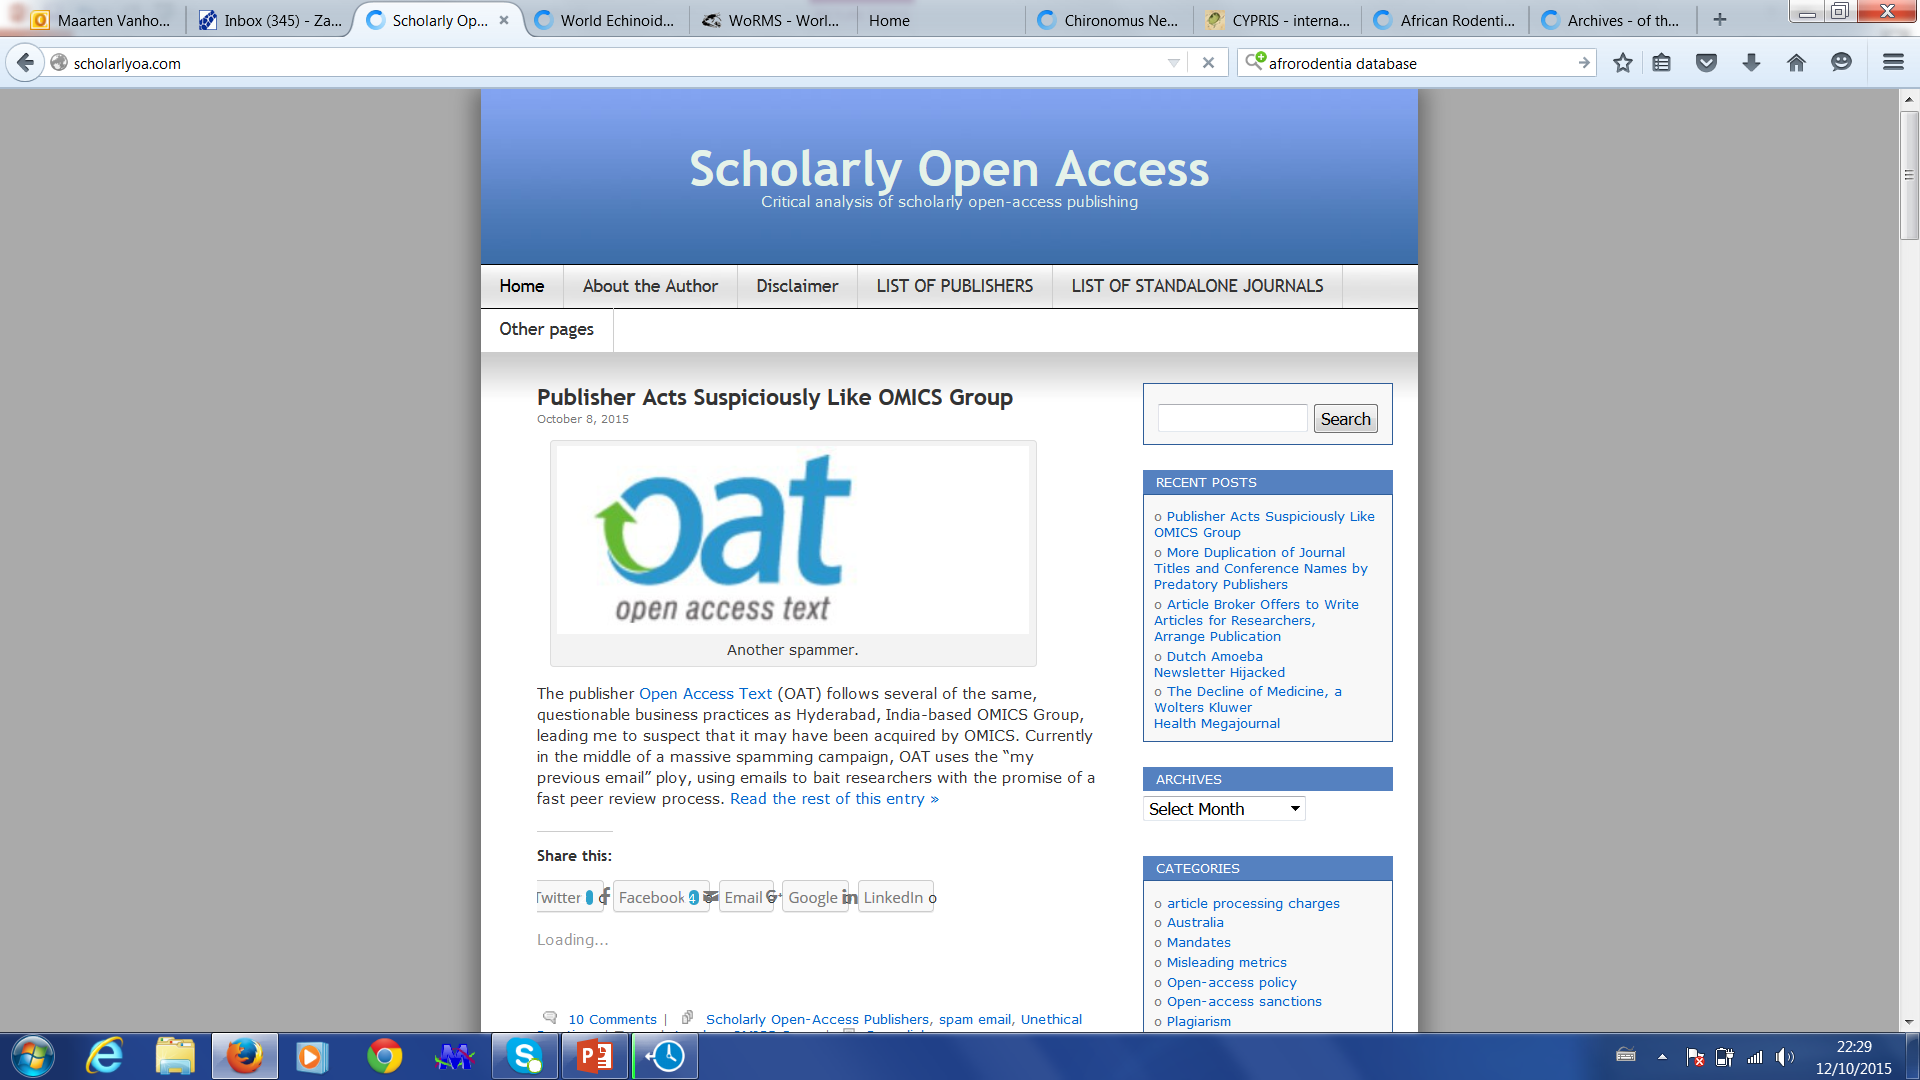 Maarten Vanho...
Inbox (345) - Za...
Scholarly Op...
World Echinoid...
WoRMS - Worl...
Home
Chironomus Ne...
CYPRIS - interna...
African Rodenti...
Archives - of th...
scholarlyoa.com
afrorodentia database
Scholarly Open Access
Critical analysis of scholarly open-access publishing
Home
About the Author
Disclaimer
LIST OF PUBLISHERS
LIST OF STANDALONE JOURNALS
Other pages
Publisher Acts Suspiciously Like OMICS Group
October 8, 2015
oat
open access text
Another spammer.
The publisher Open Access Text (OAT) follows several of the same,
questionable business practices as Hyderabad, India-based OMICS Group,
leading me to suspect that it may have been acquired by OMICS. Currently
in the middle of a massive spamming campaign, OAT uses the “my
previous email” ploy, using emails to bait researchers with the promise of a
fast peer review process. Read the rest of this entry »
Share this:
Twitter
Facebook 4
Email
Google
LinkedIn
Loading...
10 Comments |
Scholarly Open-Access Publishers, spam email, Unethical
Search
RECENT POSTS
o Publisher Acts Suspiciously Like
OMICS Group
o More Duplication of Journal
Titles and Conference Names by
Predatory Publishers
o Article Broker Offers to Write
Articles for Researchers,
Arrange Publication
o Dutch Amoeba
Newsletter Hijacked
o The Decline of Medicine, a
Wolters Kluwer
Health Megajournal
ARCHIVES
Select Month
CATEGORIES
o article processing charges
o Australia
o Mandates
o Misleading metrics
o Open-access policy
o Open-access sanctions
o Plagiarism
22:29
12/10/2015